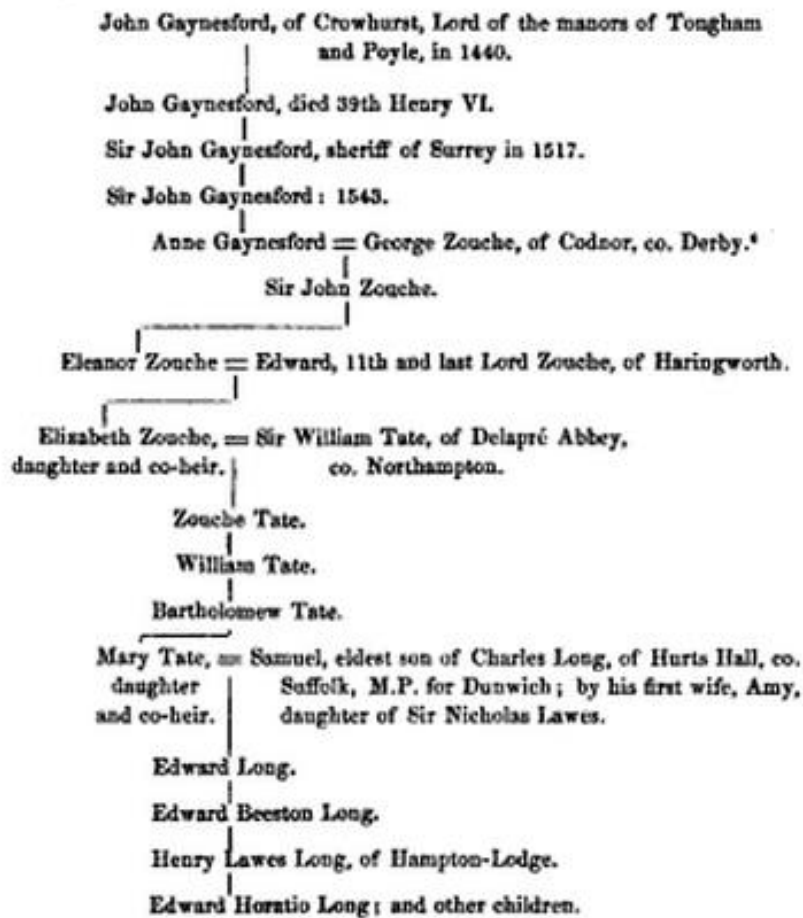 John Gaynesford, of Crowhurst, Lord of the manors of Tongham
and Poyle, in 1440.
John Gaynesford, died 39th Henry VI.
Sir John Gaynesford, sheriff of Surrey in 1517.
Sir John Gaynesford: 1543.
Anne Gaynesford = George Zouche, of Codnor, co. Derby.⁴
Sir John Zouche.
Eleanor Zouche = Edward, 11th and last Lord Zouche, of Haringworth.
Elizabeth Zouche, = Sir William Tate, of Delapré Abbey,
daughter and co-heir. co. Northampton.
Zouche Tate.
William Tate.
Bartholomew Tate.
Mary Tate, = Samuel, eldest son of Charles Long, of Hurts Hall, co.
daughter Suffolk, M.P. for Dunwich; by his first wife, Amy,
and co-heir. daughter of Sir Nicholas Lawes.
Edward Long.
Edward Beeston Long.
Henry Lawes Long, of Hampton-Lodge.
Edward Horatio Long; and other children.